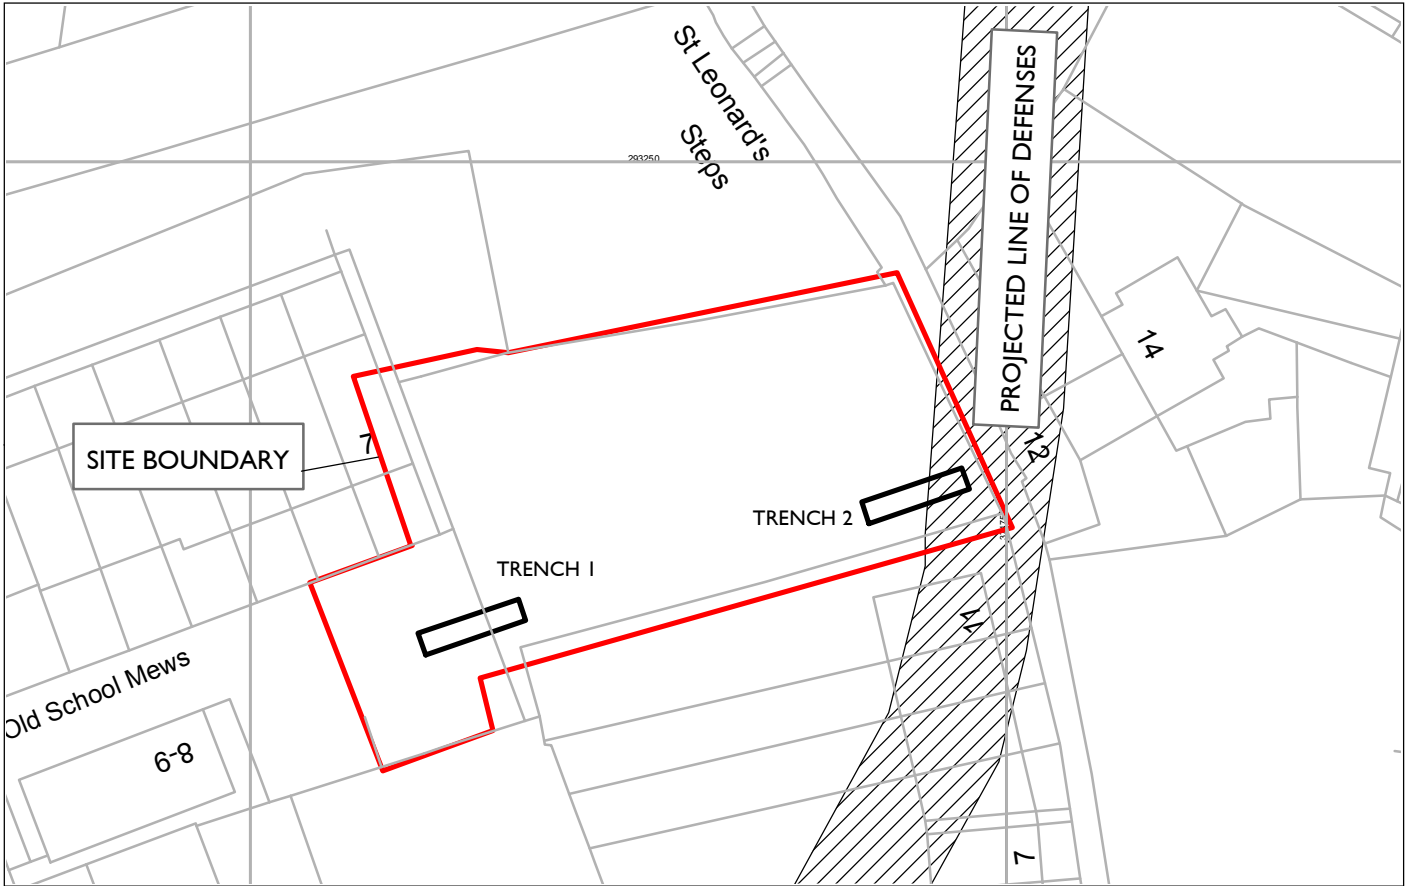 St Leonard's
Steps
293250
PROJECTED LINE OF DEFENSES
14
7
SITE BOUNDARY
12
TRENCH 2
TRENCH 1
Old School Mews
6-8
7